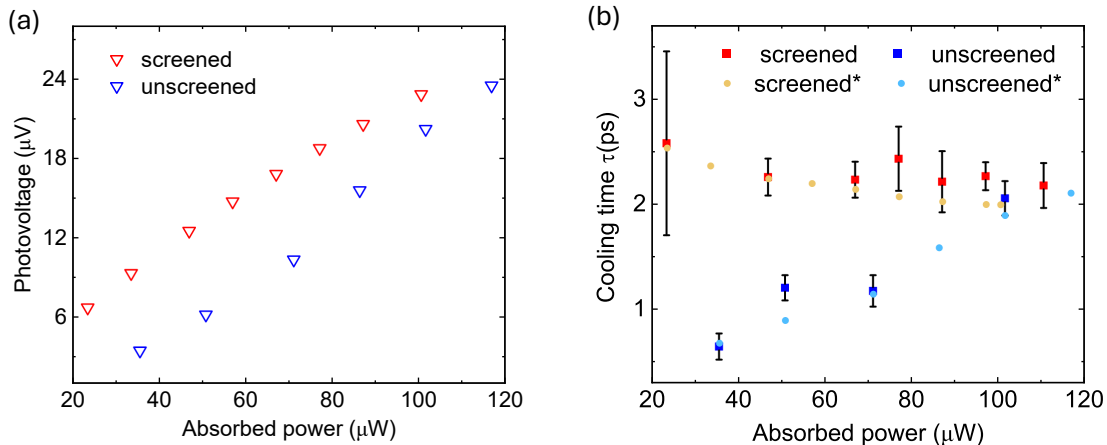 (a)
screened
unscreened
Photovoltage (μV)
24
18
12
6
20 40 60 80 100 120
Absorbed power (μW)
(b)
screened unscreened
screened* unscreened*
Cooling time τ(ps)
3
2
1
20 40 60 80 100 120
Absorbed power (μW)